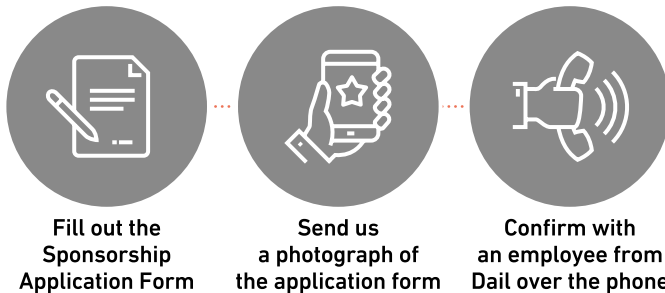 Fill out the
Sponsorship
Application Form
Send us
a photograph of
the application form
Confirm with
an employee from
Dail over the phone